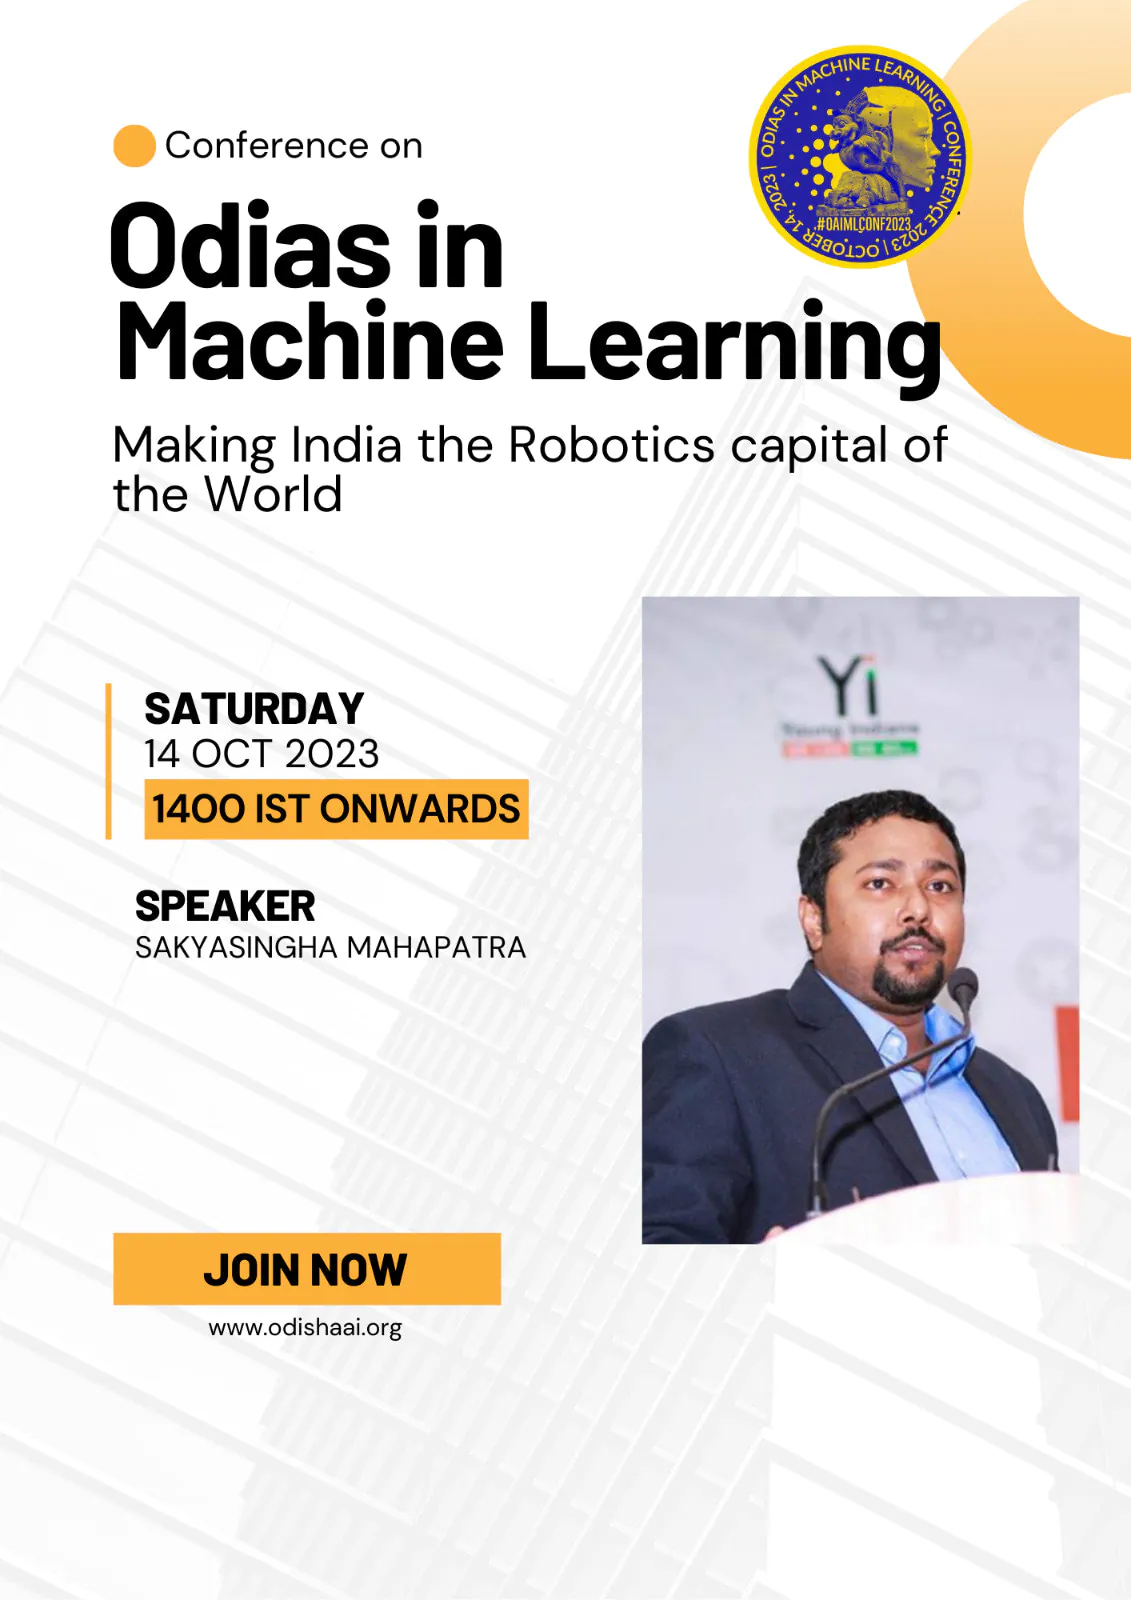 Conference on
ODIAS IN MACHINE LEARNING | CONFERENCE 2023 | OCTOBER 14, 2023 |
#OAIMLCONF2023
Odias in
Machine Learning
Making India the Robotics capital of
the World
Yi
Young Indians
SATURDAY
14 OCT 2023
1400 IST ONWARDS
SPEAKER
SAKYASINGHA MAHAPATRA
JOIN NOW
www.odishaai.org